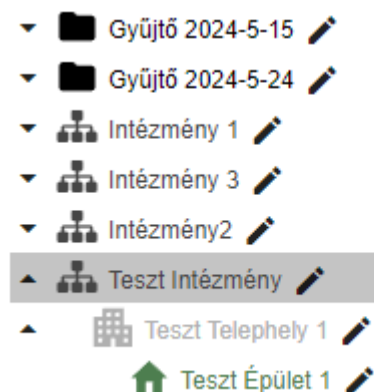 Gyűjtő 2024-5-15
Gyűjtő 2024-5-24
Intézmény 1
Intézmény 3
Intézmény2
Teszt Intézmény
Teszt Telephely 1
Teszt Épület 1